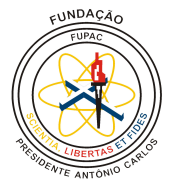 FUNDAÇÃO
FUPAC
SCIENTIA, LIBERTAS ET FIDES
PRESIDENTE ANTÔNIO CARLOS